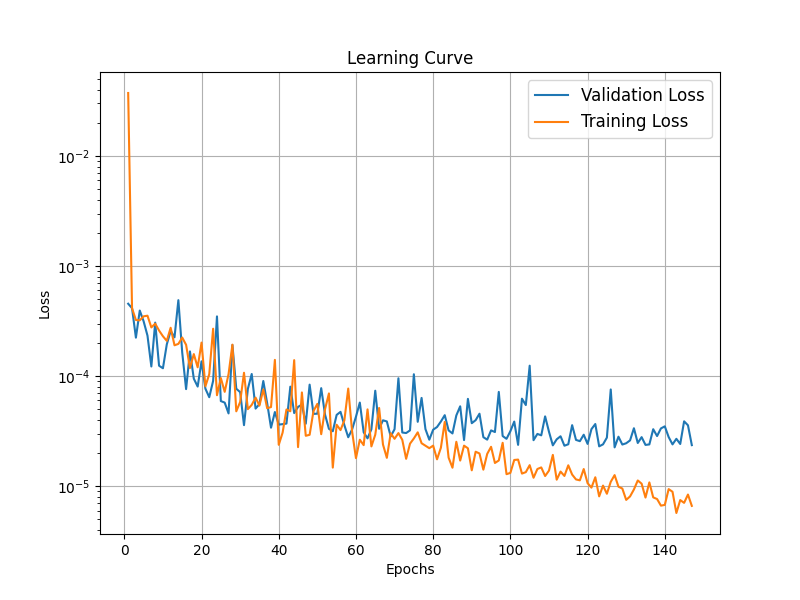 Learning Curve
Validation Loss
Training Loss
10⁻²
10⁻³
10⁻⁴
10⁻⁵
Loss
0 20 40 60 80 100 120 140
Epochs